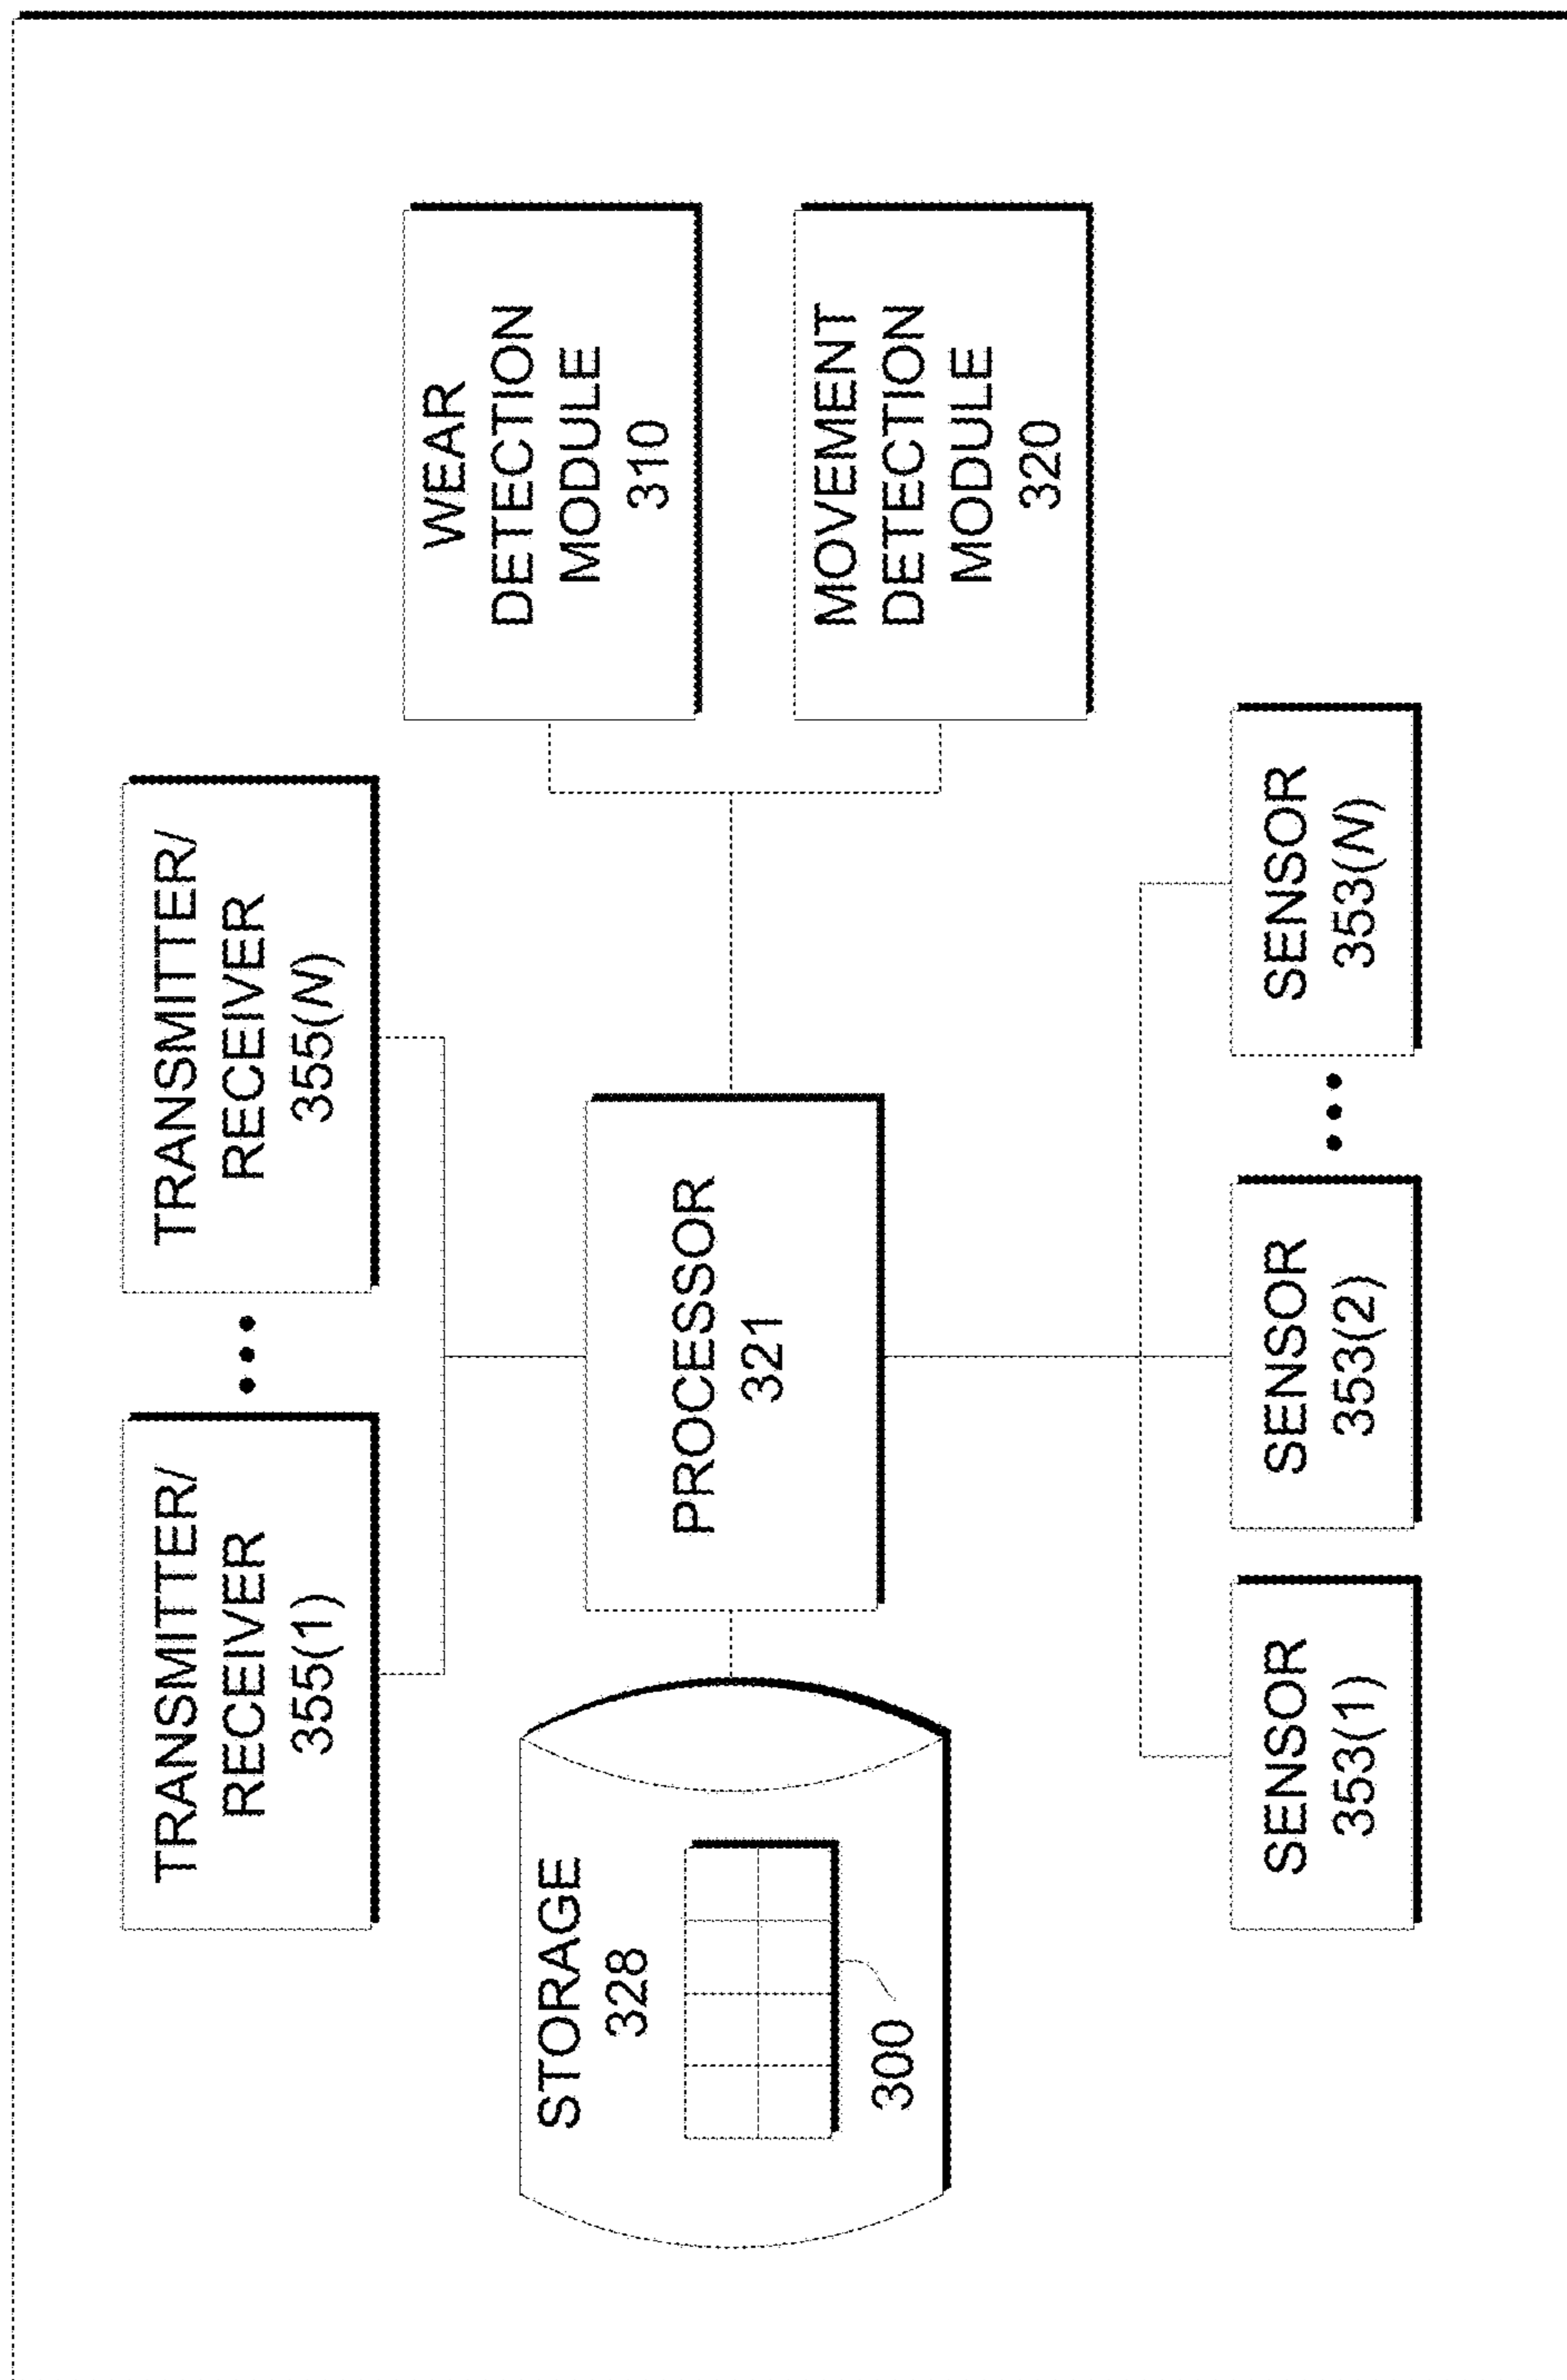 TRANSMITTER/
RECEIVER
355(1)
TRANSMITTER/
RECEIVER
355(N)
WEAR
DETECTION
MODULE
310
STORAGE
328
300
PROCESSOR
321
MOVEMENT
DETECTION
MODULE
320
SENSOR
353(1)
SENSOR
353(2)
SENSOR
353(N)